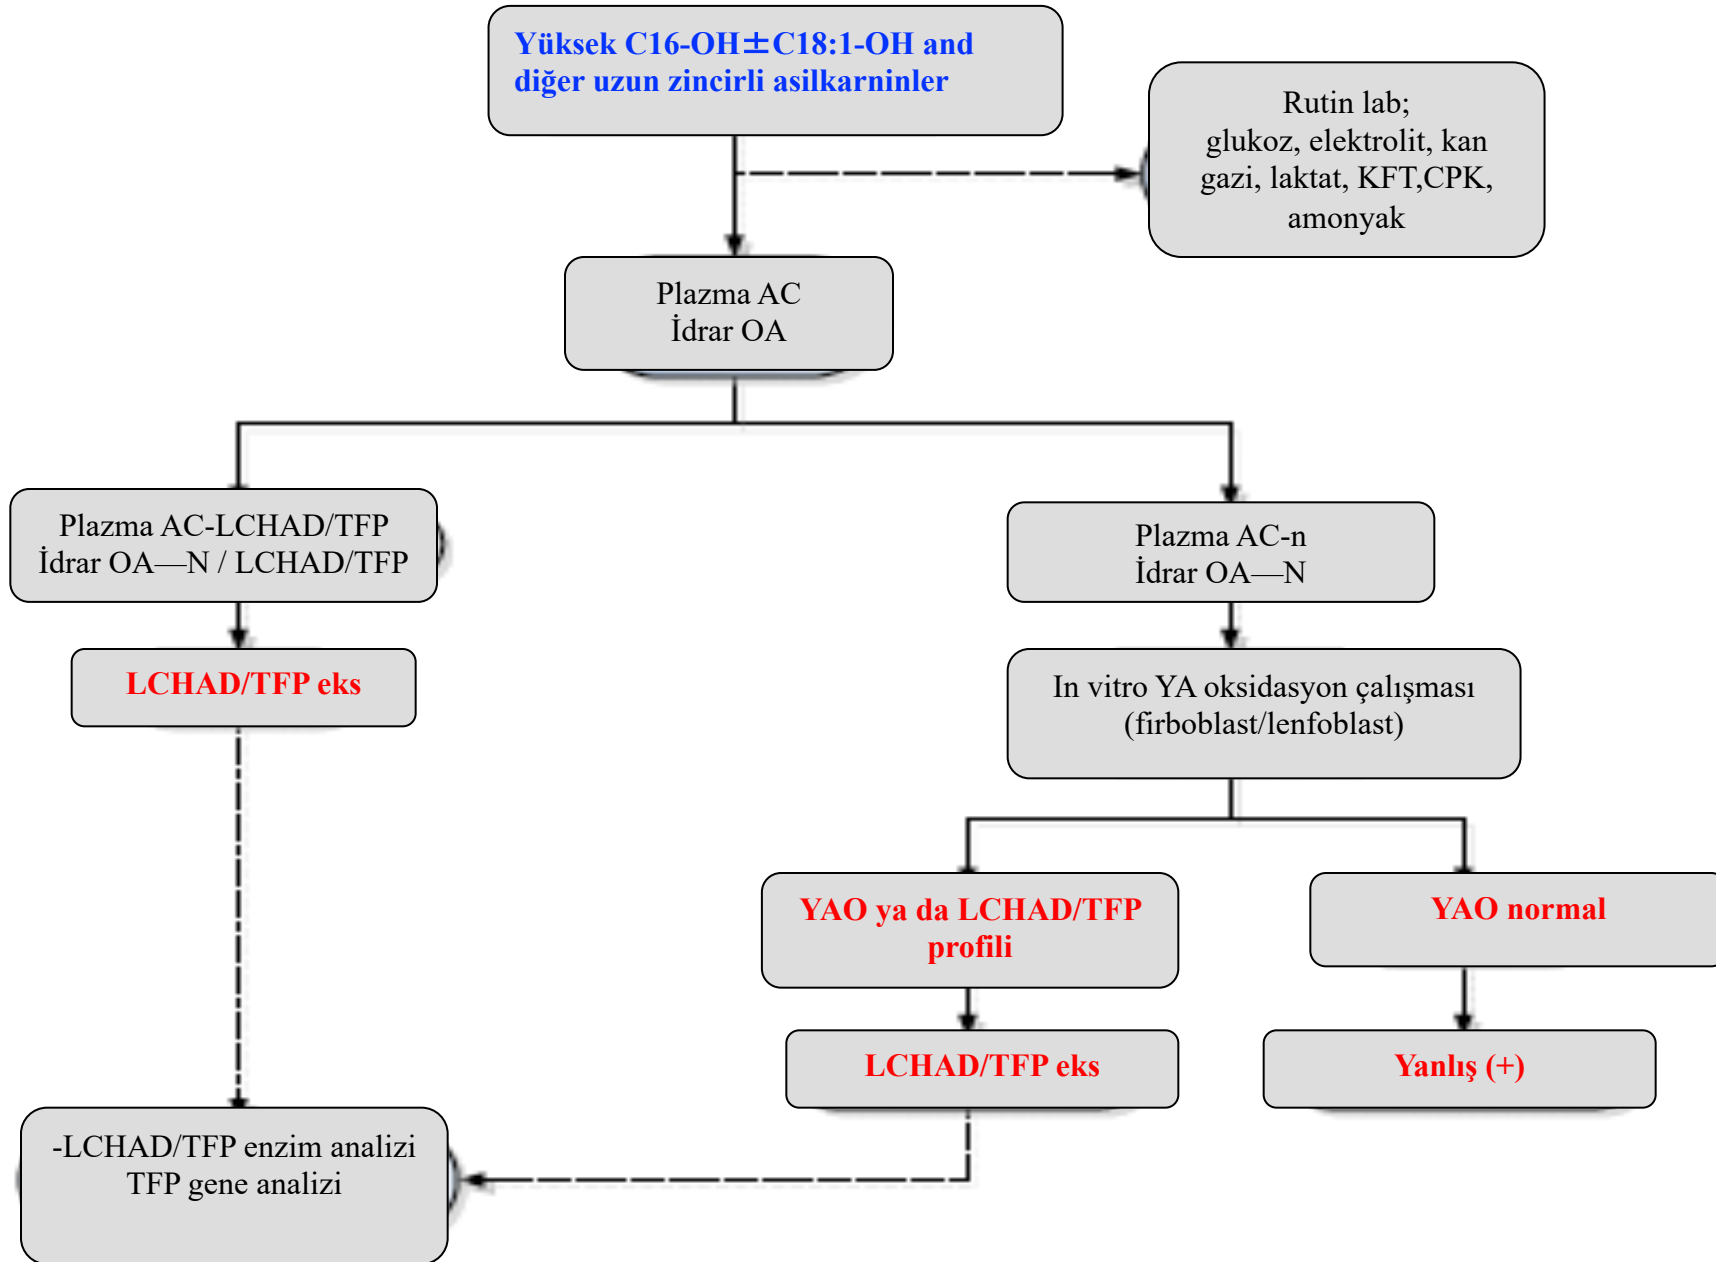 Yüksek C16-OH±C18:1-OH and
diğer uzun zincirli asilkarninler
Rutin lab;
glukoz, elektrolit, kan
gazi, laktat, KFT,CPK,
amonyak
Plazma AC
İdrar OA
Plazma AC-LCHAD/TFP
İdrar OA—N / LCHAD/TFP
Plazma AC-n
İdrar OA—N
LCHAD/TFP eks
In vitro YA oksidasyon çalışması
(firboblast/lenfoblast)
YAO ya da LCHAD/TFP
profili
YAO normal
LCHAD/TFP eks
Yanlış (+)
-LCHAD/TFP enzim analizi
TFP gene analizi